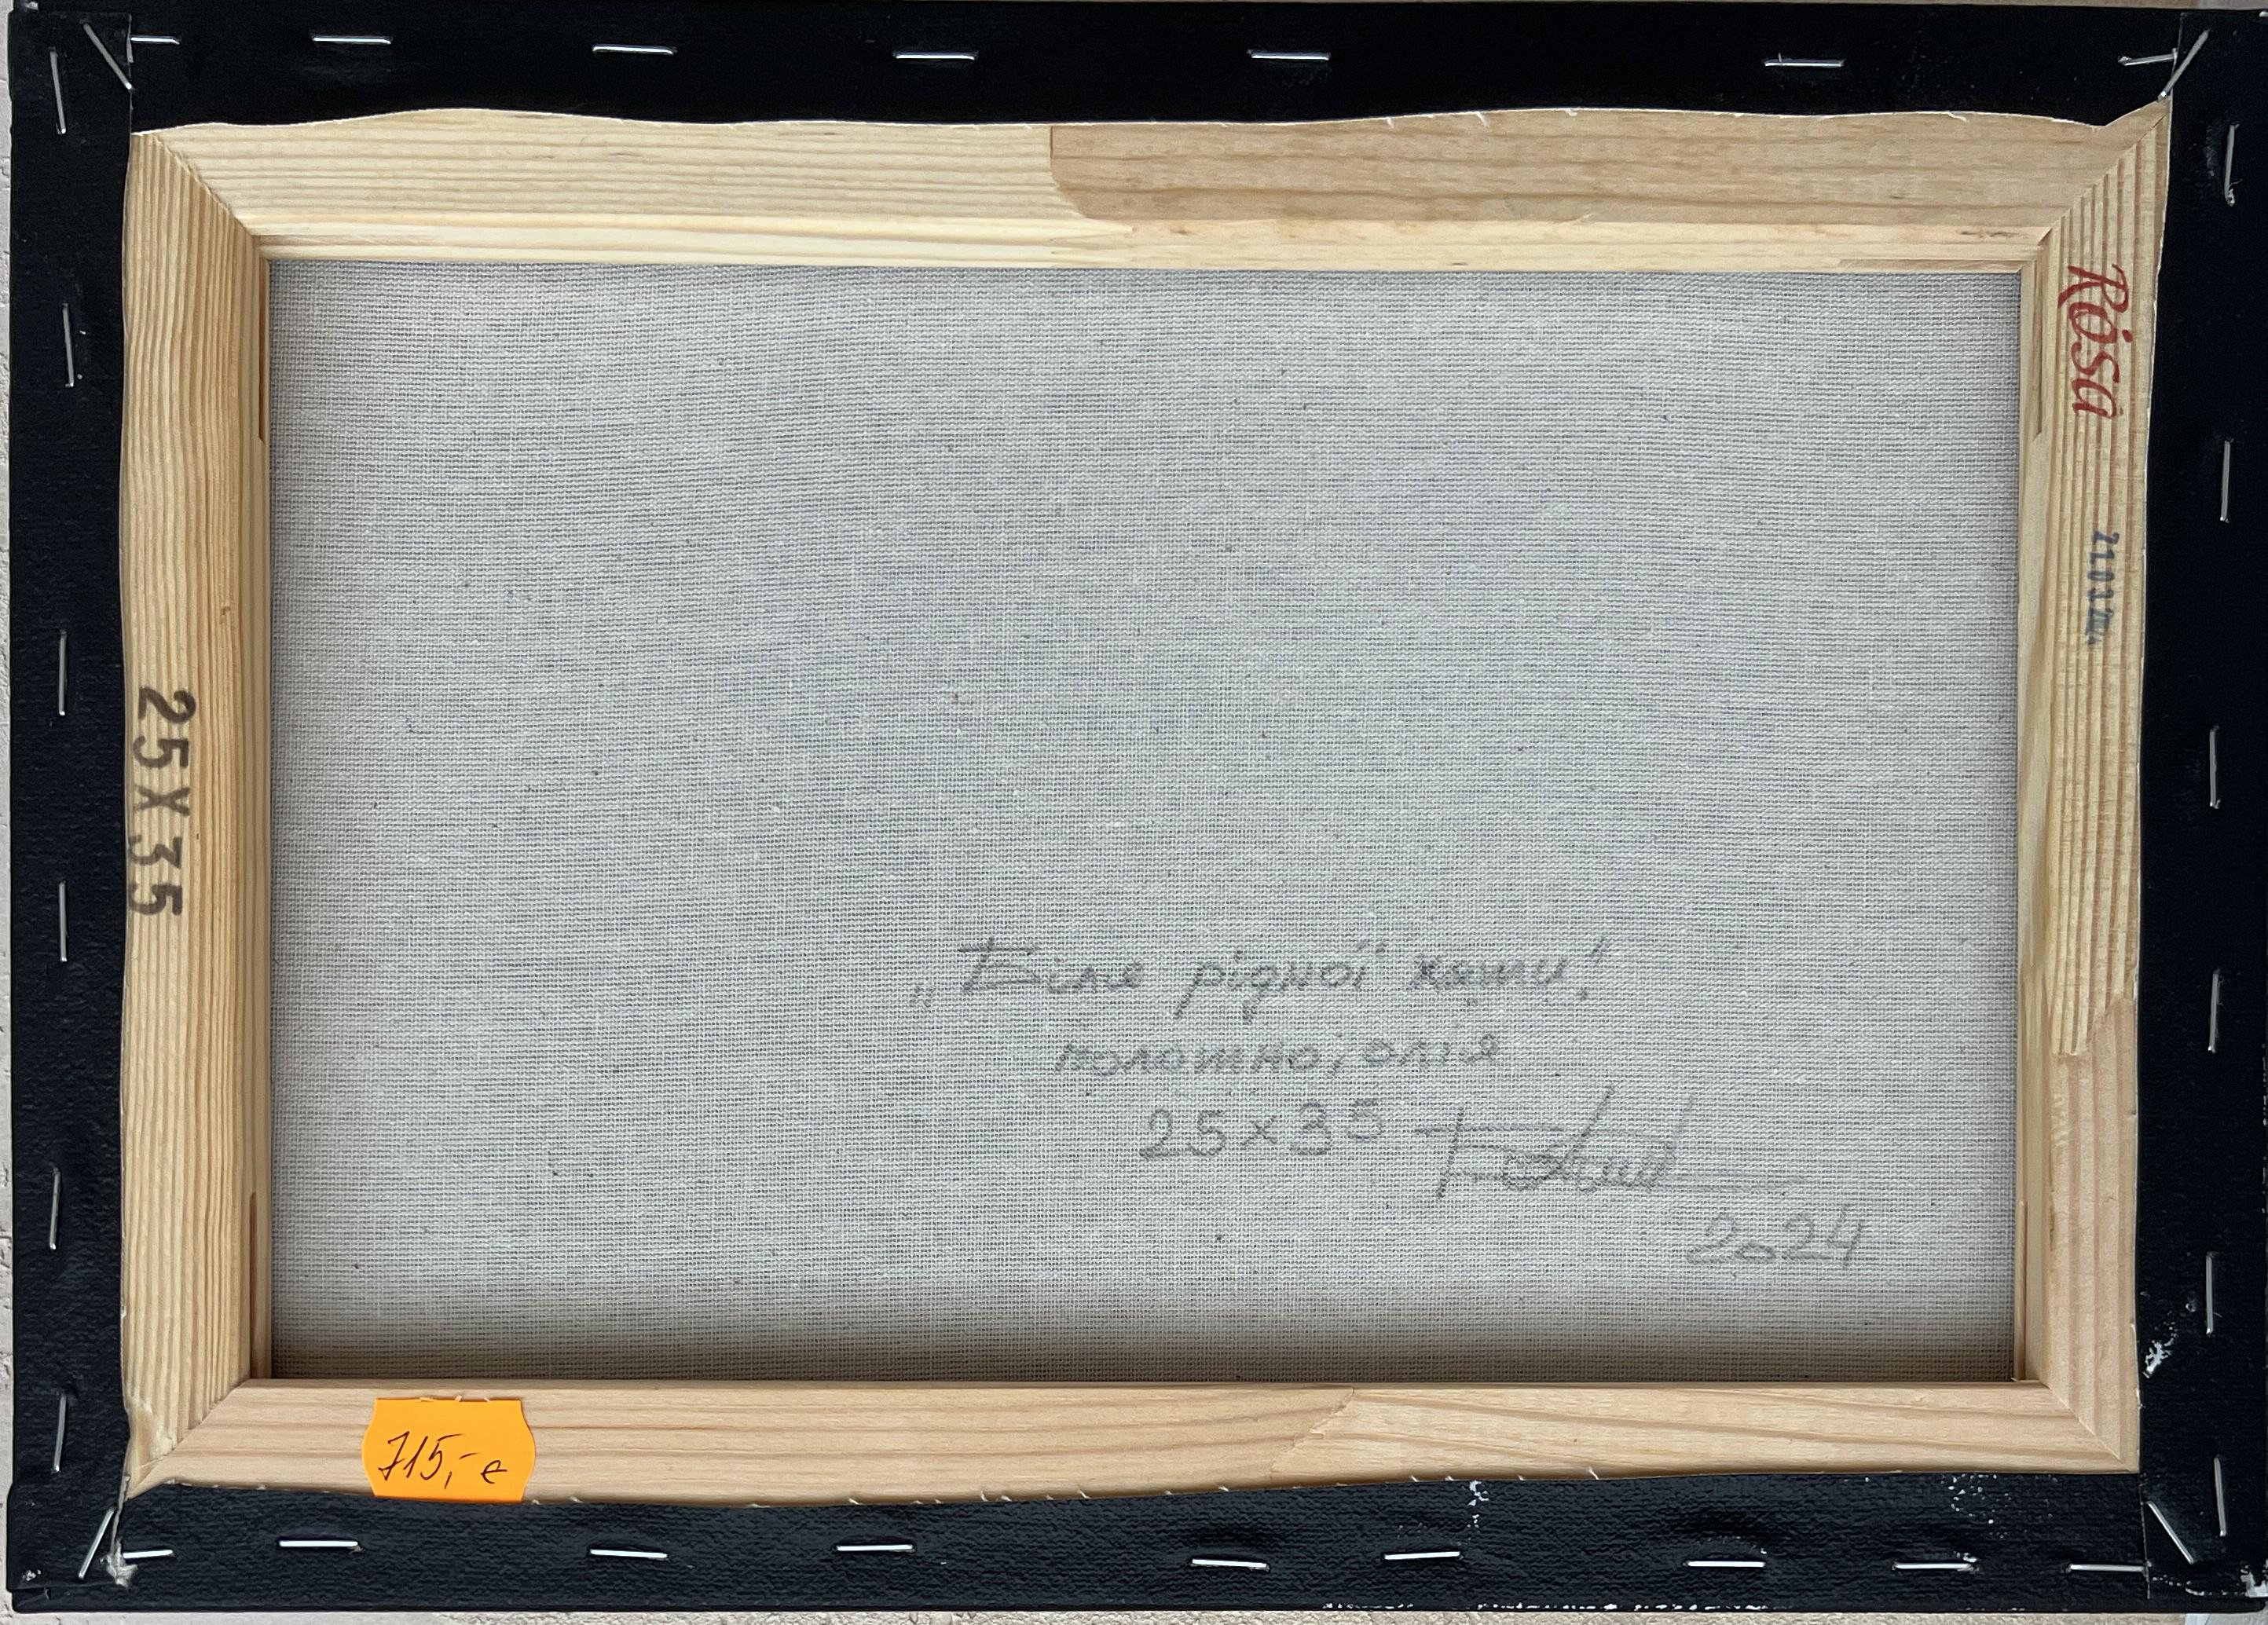 Rosa
25X35
„Біля рідної хати"
полотно, олія
25x35
2024
715,- €